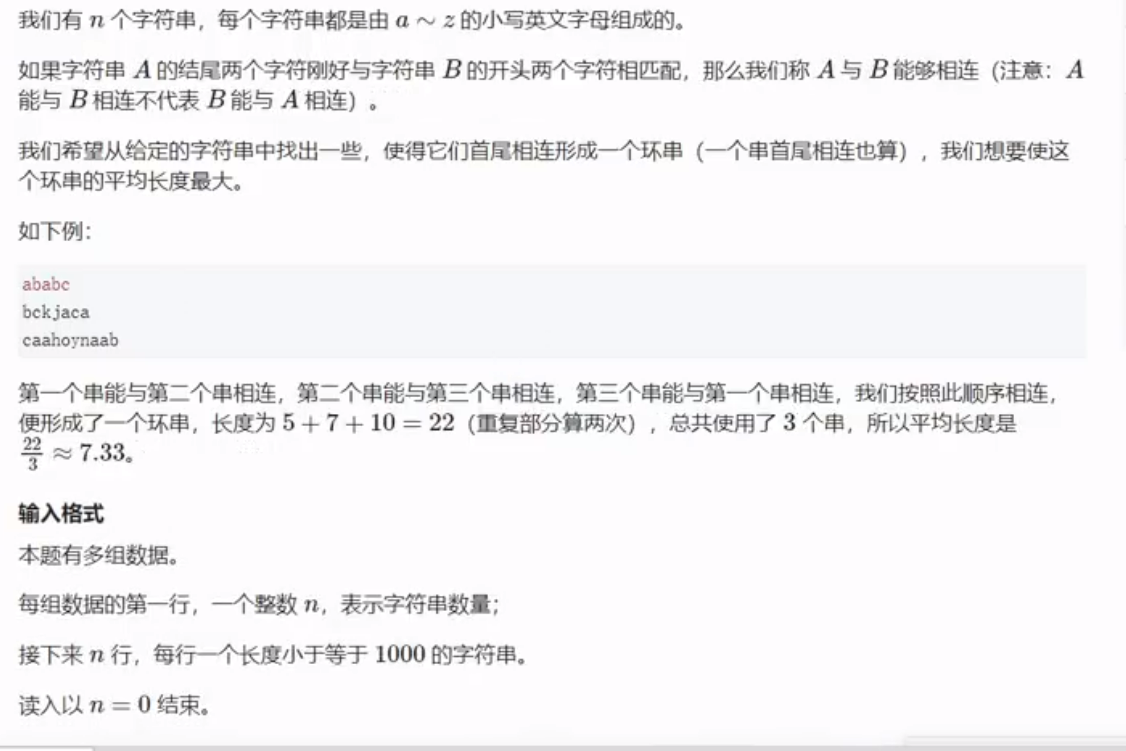 我们有 n 个字符串，每个字符串都是由 a ∼ z 的小写英文字母组成的。
如果字符串 A 的结尾两个字符刚好与字符串 B 的开头两个字符相匹配，那么我们称 A 与 B 能够相连（注意：A
能与 B 相连不代表 B 能与 A 相连）。
我们希望从给定的字符串中找出一些，使得它们首尾相连形成一个环串（一个串首尾相连也算），我们想要使这
个环串的平均长度最大。
如下例：
ababc
bckjaca
caahoynaab
第一个串能与第二个串相连，第二个串能与第三个串相连，第三个串能与第一个串相连，我们按照此顺序相连，
便形成了一个环串，长度为 5 + 7 + 10 = 22（重复部分算两次），总共使用了 3 个串，所以平均长度是
22/3 ≈ 7.33。
输入格式
本题有多组数据。
每组数据的第一行，一个整数 n，表示字符串数量；
接下来 n 行，每行一个长度小于等于 1000 的字符串。
读入以 n = 0 结束。